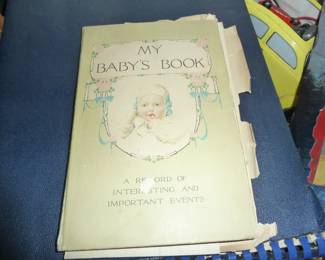 MY
BABY'S BOOK
A RECORD OF
INTERESTING AND
IMPORTANT EVENTS